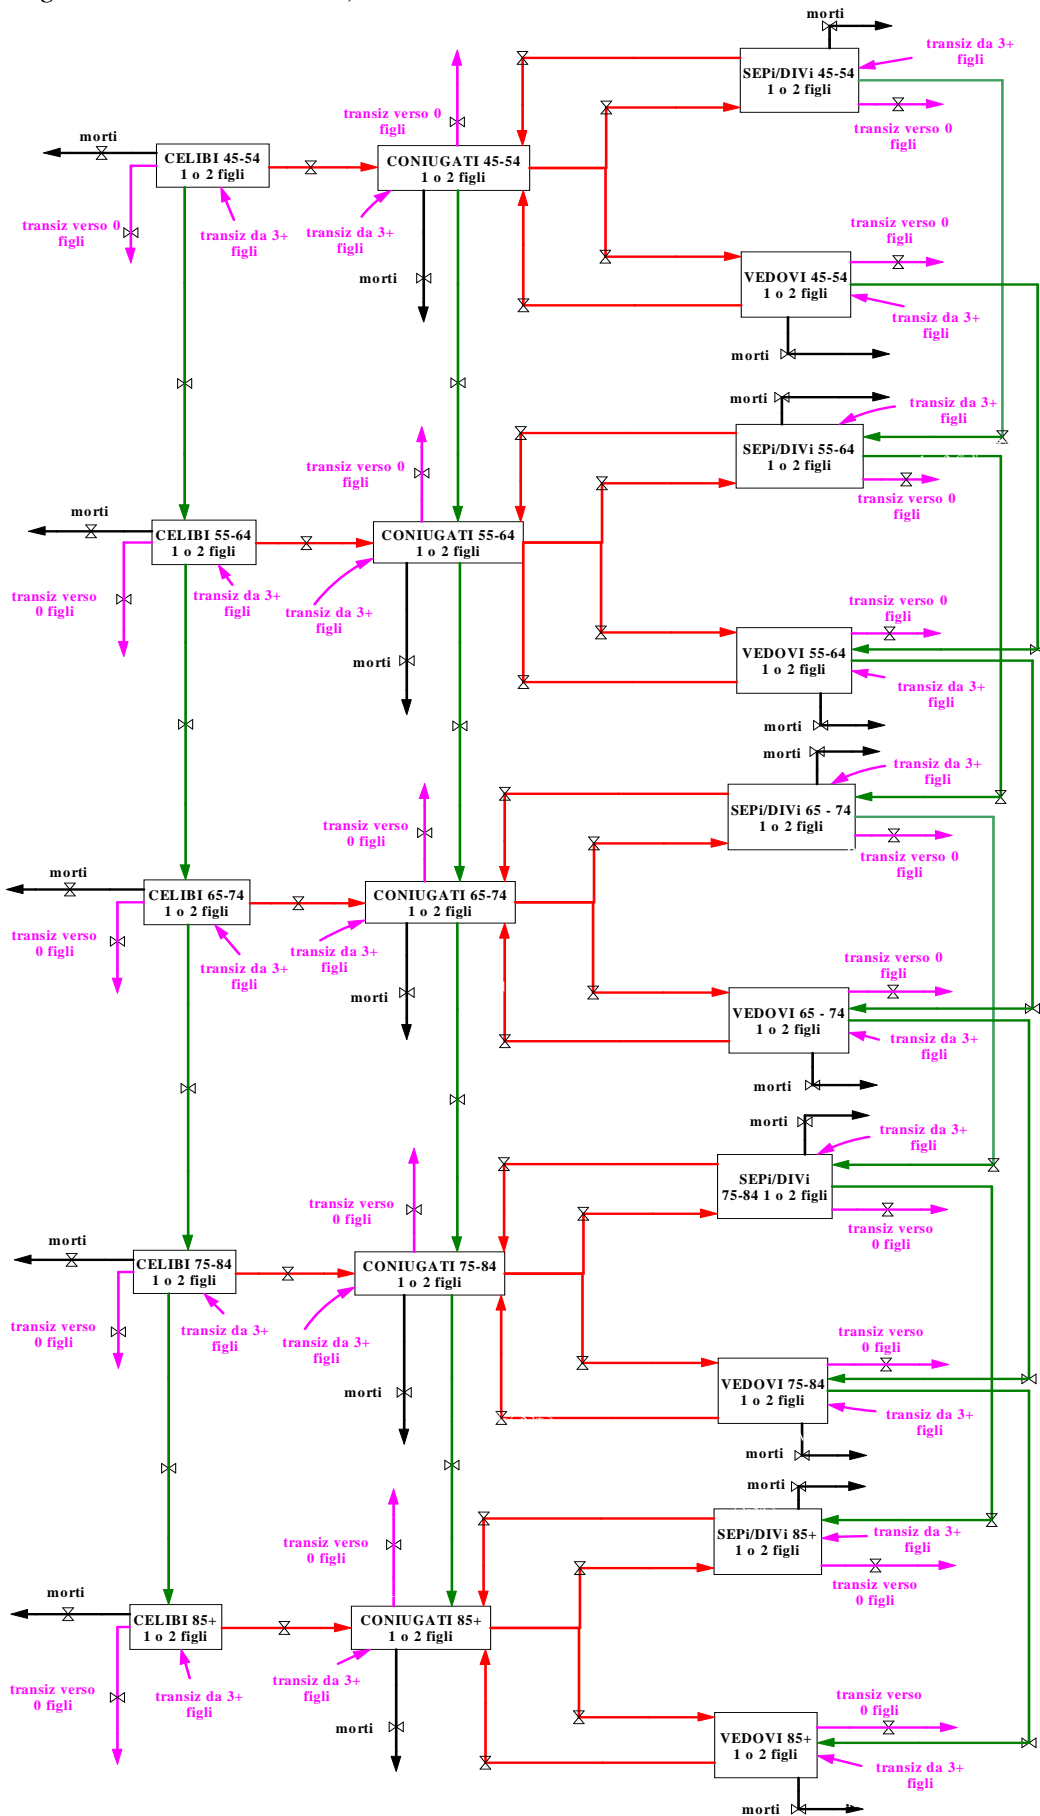 morti
transiz da 3+
figli
SEPi/DIVi 45-54
1 o 2 figli
transiz verso 0
figli
transiz verso 0
figli
morti
CELIBI 45-54
1 o 2 figli
CONIUGATI 45-54
1 o 2 figli
transiz verso 0
figli
transiz da 3+
figli
transiz da 3+
figli
transiz verso 0
figli
morti
VEDOVI 45-54
1 o 2 figli
transiz da 3+
figli
morti
morti
transiz da 3+
figli
SEPi/DIVi 55-64
1 o 2 figli
transiz verso 0
figli
transiz verso 0
figli
morti
CELIBI 55-64
1 o 2 figli
CONIUGATI 55-64
1 o 2 figli
transiz verso
0 figli
transiz da 3+
figli
transiz da 3+
figli
transiz verso 0
figli
morti
VEDOVI 55-64
1 o 2 figli
transiz da 3+
figli
morti
morti
transiz da 3+
figli
SEPi/DIVi 65 - 74
1 o 2 figli
transiz verso
0 figli
transiz verso 0
figli
morti
CELIBI 65-74
1 o 2 figli
CONIUGATI 65-74
1 o 2 figli
transiz verso
0 figli
transiz da 3+
figli
transiz da 3+
figli
transiz verso 0
figli
morti
VEDOVI 65 - 74
1 o 2 figli
transiz da 3+
figli
morti
morti
transiz da 3+
figli
SEPi/DIVi
75-84 1 o 2 figli
transiz verso
0 figli
transiz verso
0 figli
morti
CELIBI 75-84
1 o 2 figli
CONIUGATI 75-84
1 o 2 figli
transiz verso
0 figli
transiz da 3+
figli
transiz da 3+
figli
transiz verso
0 figli
morti
VEDOVI 75-84
1 o 2 figli
transiz da 3+
figli
morti
morti
SEPi/DIVi 85+
1 o 2 figli
transiz da 3+
figli
transiz verso
0 figli
transiz verso
0 figli
morti
CELIBI 85+
1 o 2 figli
CONIUGATI 85+
1 o 2 figli
transiz verso
0 figli
transiz da 3+
figli
transiz da 3+
figli
transiz verso
0 figli
morti
VEDOVI 85+
1 o 2 figli
transiz da 3+
figli
morti